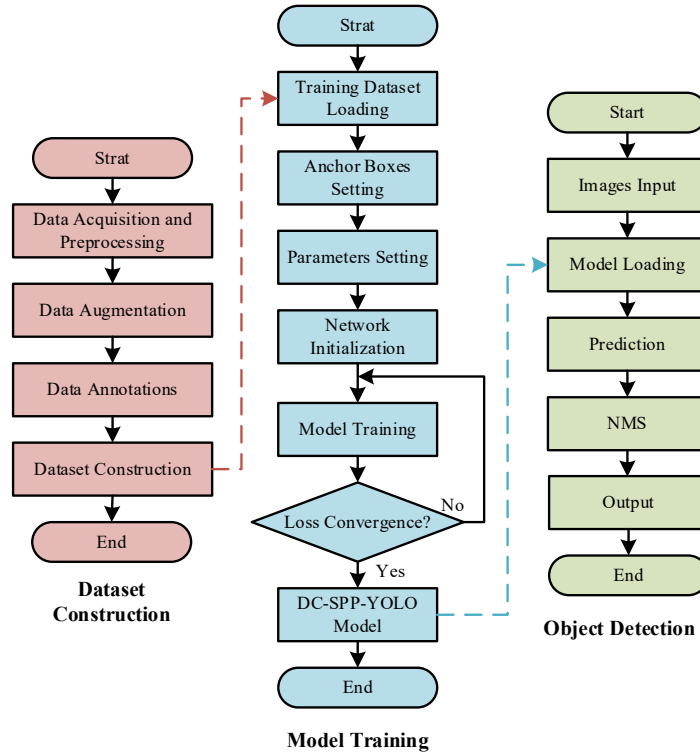 Strat
Data Acquisition and
Preprocessing
Data Augmentation
Data Annotations
Dataset Construction
End
Dataset
Construction
Strat
Training Dataset
Loading
Anchor Boxes
Setting
Parameters Setting
Network
Initialization
Model Training
Loss Convergence?
No
Yes
DC-SPP-YOLO
Model
End
Model Training
Start
Images Input
Model Loading
Prediction
NMS
Output
End
Object Detection